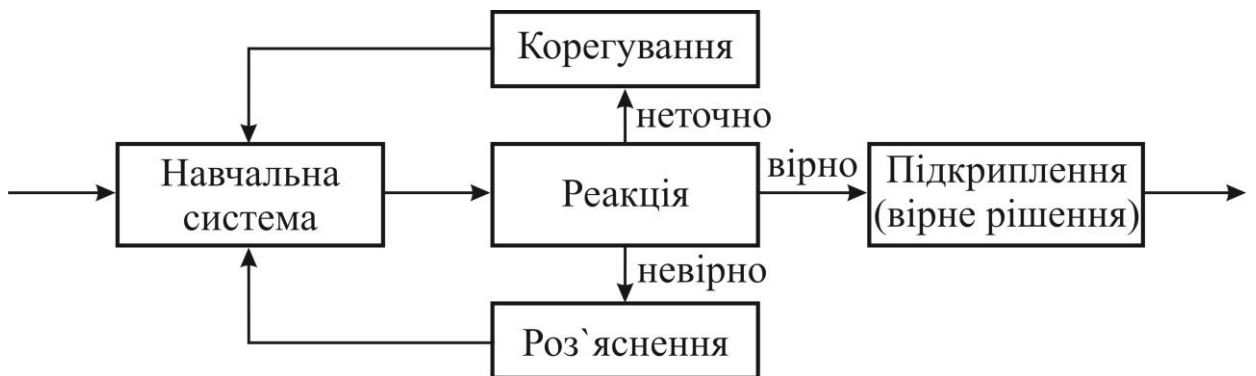 Корегування
неточно
Навчальна
система
Реакція
вірно
Підкриплення
(вірне рішення)
невірно
Роз`яснення